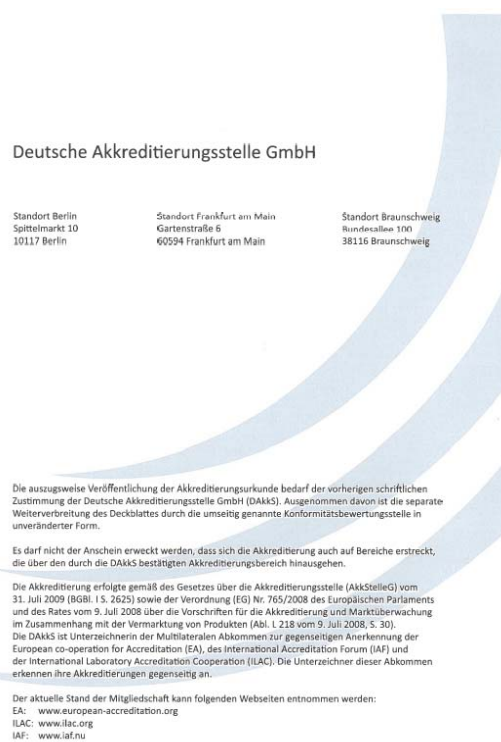 Deutsche Akkreditierungsstelle GmbH
Standort Berlin
Spittelmarkt 10
10117 Berlin
Standort Frankfurt am Main
Gartenstraße 6
60594 Frankfurt am Main
Standort Braunschweig
Bundesallee 100
38116 Braunschweig
Die auszugsweise Veröffentlichung der Akkreditierungsurkunde bedarf der vorherigen schriftlichen
Zustimmung der Deutsche Akkreditierungsstelle GmbH (DAkkS). Ausgenommen davon ist die separate
Weiterverbreitung des Deckblattes durch die umseitig genannte Konformitätsbewertungsstelle in
unveränderter Form.
Es darf nicht der Anschein erweckt werden, dass sich die Akkreditierung auch auf Bereiche erstreckt,
die über den durch die DAkkS bestätigten Akkreditierungsbereich hinausgehen.
Die Akkreditierung erfolgte gemäß des Gesetzes über die Akkreditierungsstelle (AkkStelleG) vom
31. Juli 2009 (BGBl. I S. 2625) sowie der Verordnung (EG) Nr. 765/2008 des Europäischen Parlaments
und des Rates vom 9. Juli 2008 über die Vorschriften für die Akkreditierung und Marktüberwachung
im Zusammenhang mit der Vermarktung von Produkten (Abl. L 218 vom 9. Juli 2008, S. 30).
Die DAkkS ist Unterzeichnerin der Multilateralen Abkommen zur gegenseitigen Anerkennung der
European co-operation for Accreditation (EA), des International Accreditation Forum (IAF) und
der International Laboratory Accreditation Cooperation (ILAC). Die Unterzeichner dieser Abkommen
erkennen ihre Akkreditierungen gegenseitig an.
Der aktuelle Stand der Mitgliedschaft kann folgenden Webseiten entnommen werden:
EA: www.european-accreditation.org
ILAC: www.ilac.org
IAF: www.iaf.nu